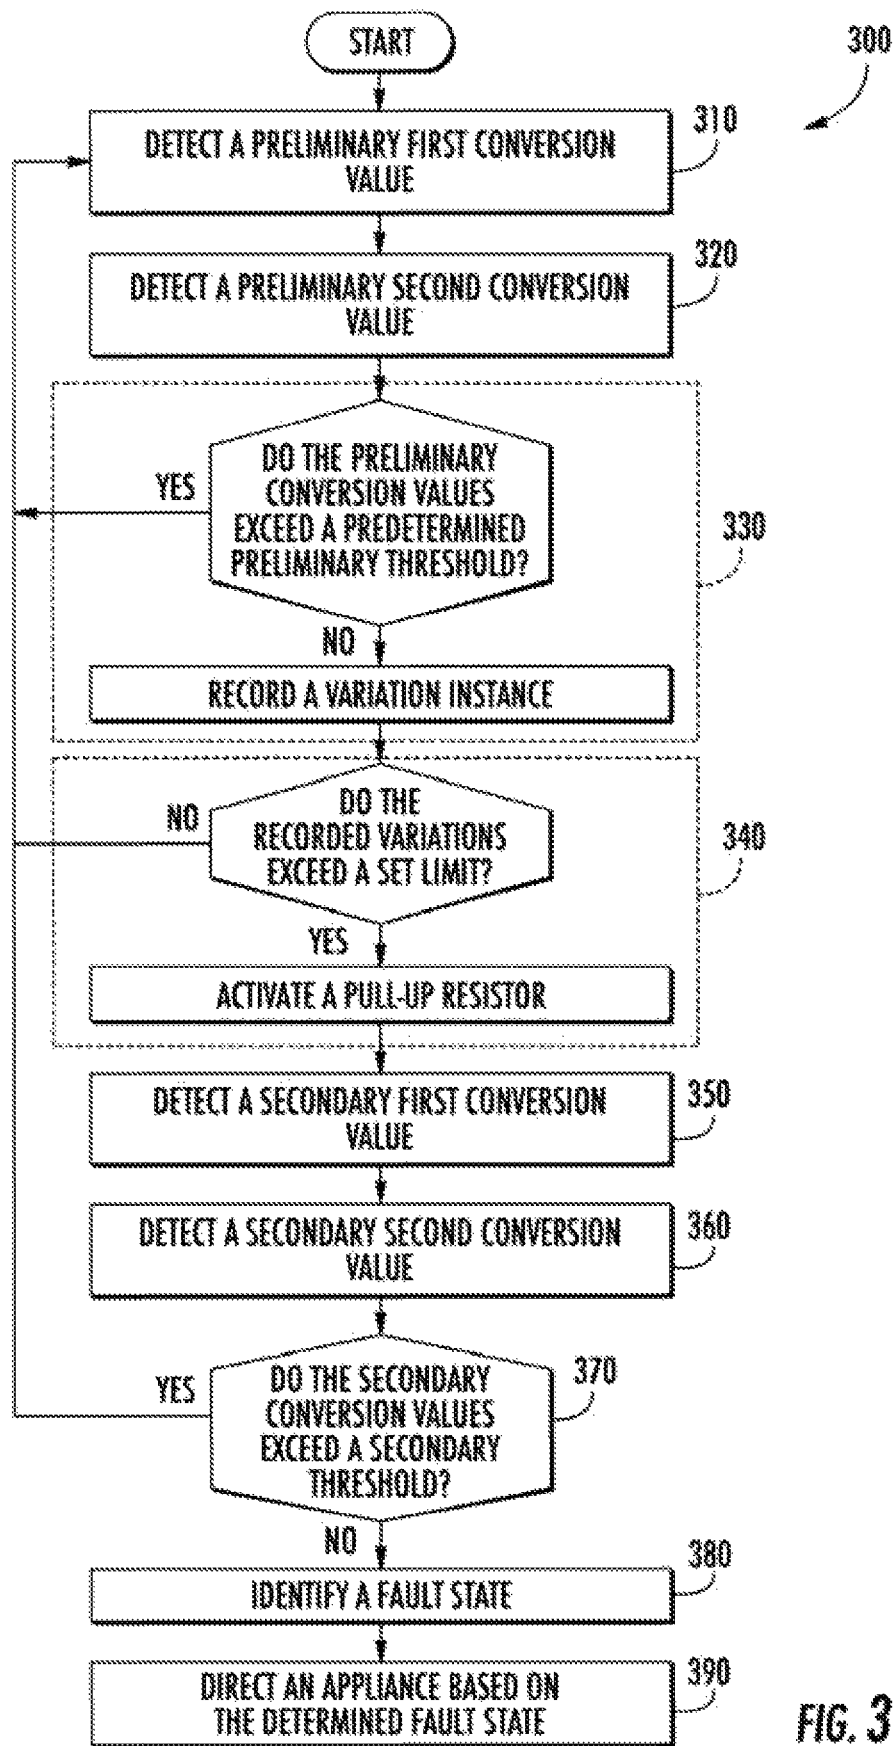 START
300
310
DETECT A PRELIMINARY FIRST CONVERSION
VALUE
320
DETECT A PRELIMINARY SECOND CONVERSION
VALUE
DO THE PRELIMINARY
CONVERSION VALUES
EXCEED A PREDETERMINED
PRELIMINARY THRESHOLD?
YES
330
NO
RECORD A VARIATION INSTANCE
DO THE
RECORDED VARIATIONS
EXCEED A SET LIMIT?
NO
340
YES
ACTIVATE A PULL-UP RESISTOR
350
DETECT A SECONDARY FIRST CONVERSION
VALUE
360
DETECT A SECONDARY SECOND CONVERSION
VALUE
370
DO THE SECONDARY
CONVERSION VALUES
EXCEED A SECONDARY
THRESHOLD?
YES
NO
380
IDENTIFY A FAULT STATE
390
DIRECT AN APPLIANCE BASED ON
THE DETERMINED FAULT STATE
FIG. 3